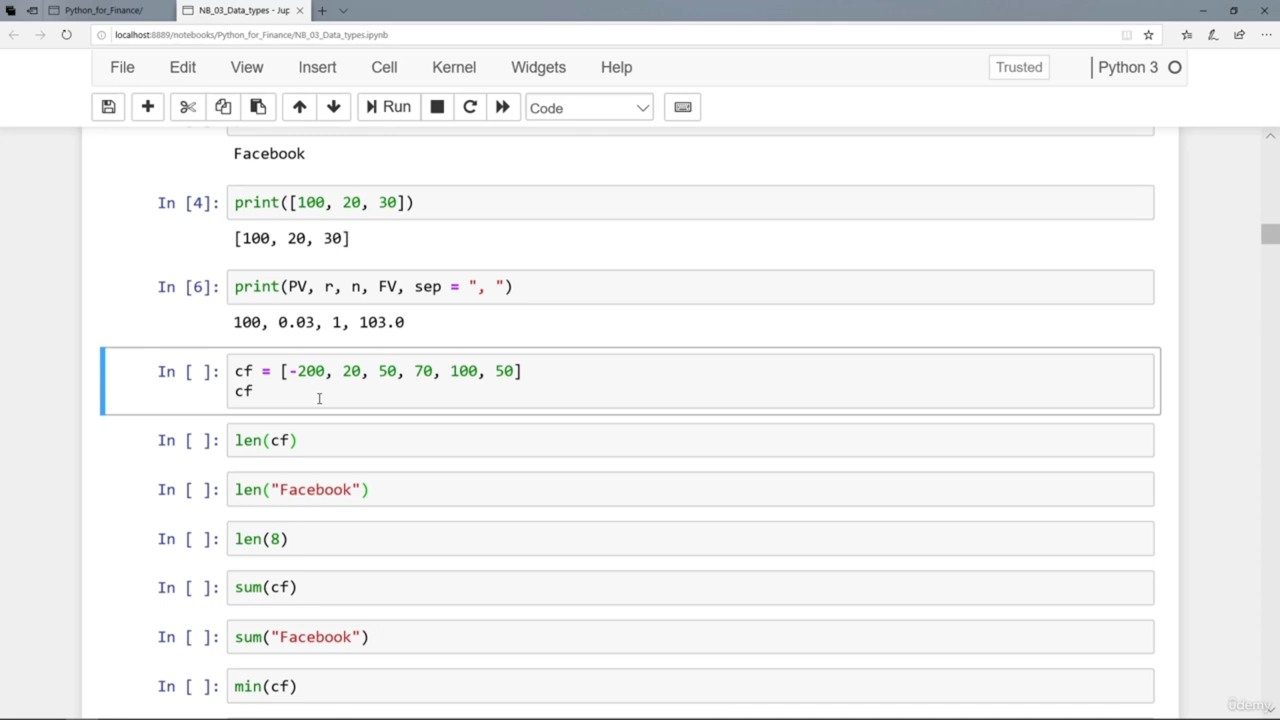 Python_for_Finance/
NB_03_Data_types - Jup
localhost:8889/notebooks/Python_for_Finance/NB_03_Data_types.ipynb
File Edit View Insert Cell Kernel Widgets Help Trusted Python 3
Run Code
Facebook
In [4]: print([100, 20, 30])
[100, 20, 30]
In [6]: print(PV, r, n, FV, sep = ", ")
100, 0.03, 1, 103.0
In [ ]: cf = [-200, 20, 50, 70, 100, 50]
cf
In [ ]: len(cf)
In [ ]: len("Facebook")
In [ ]: len(8)
In [ ]: sum(cf)
In [ ]: sum("Facebook")
In [ ]: min(cf)
ûdemy